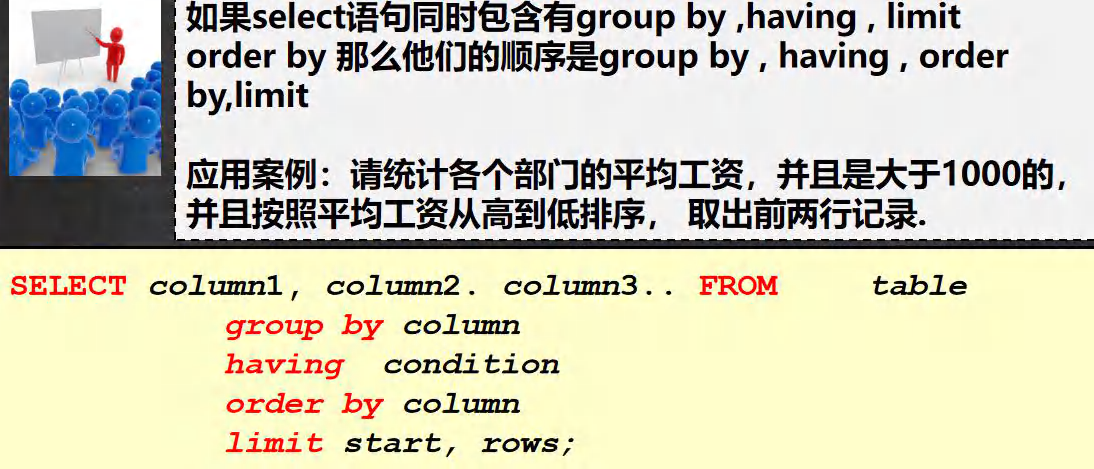 如果select语句同时包含有group by ,having , limit
order by 那么他们的顺序是group by , having , order
by,limit
应用案例：请统计各个部门的平均工资，并且是大于1000的，
并且按照平均工资从高到低排序， 取出前两行记录.
SELECT column1, column2. column3.. FROM table
group by column
having condition
order by column
limit start, rows;